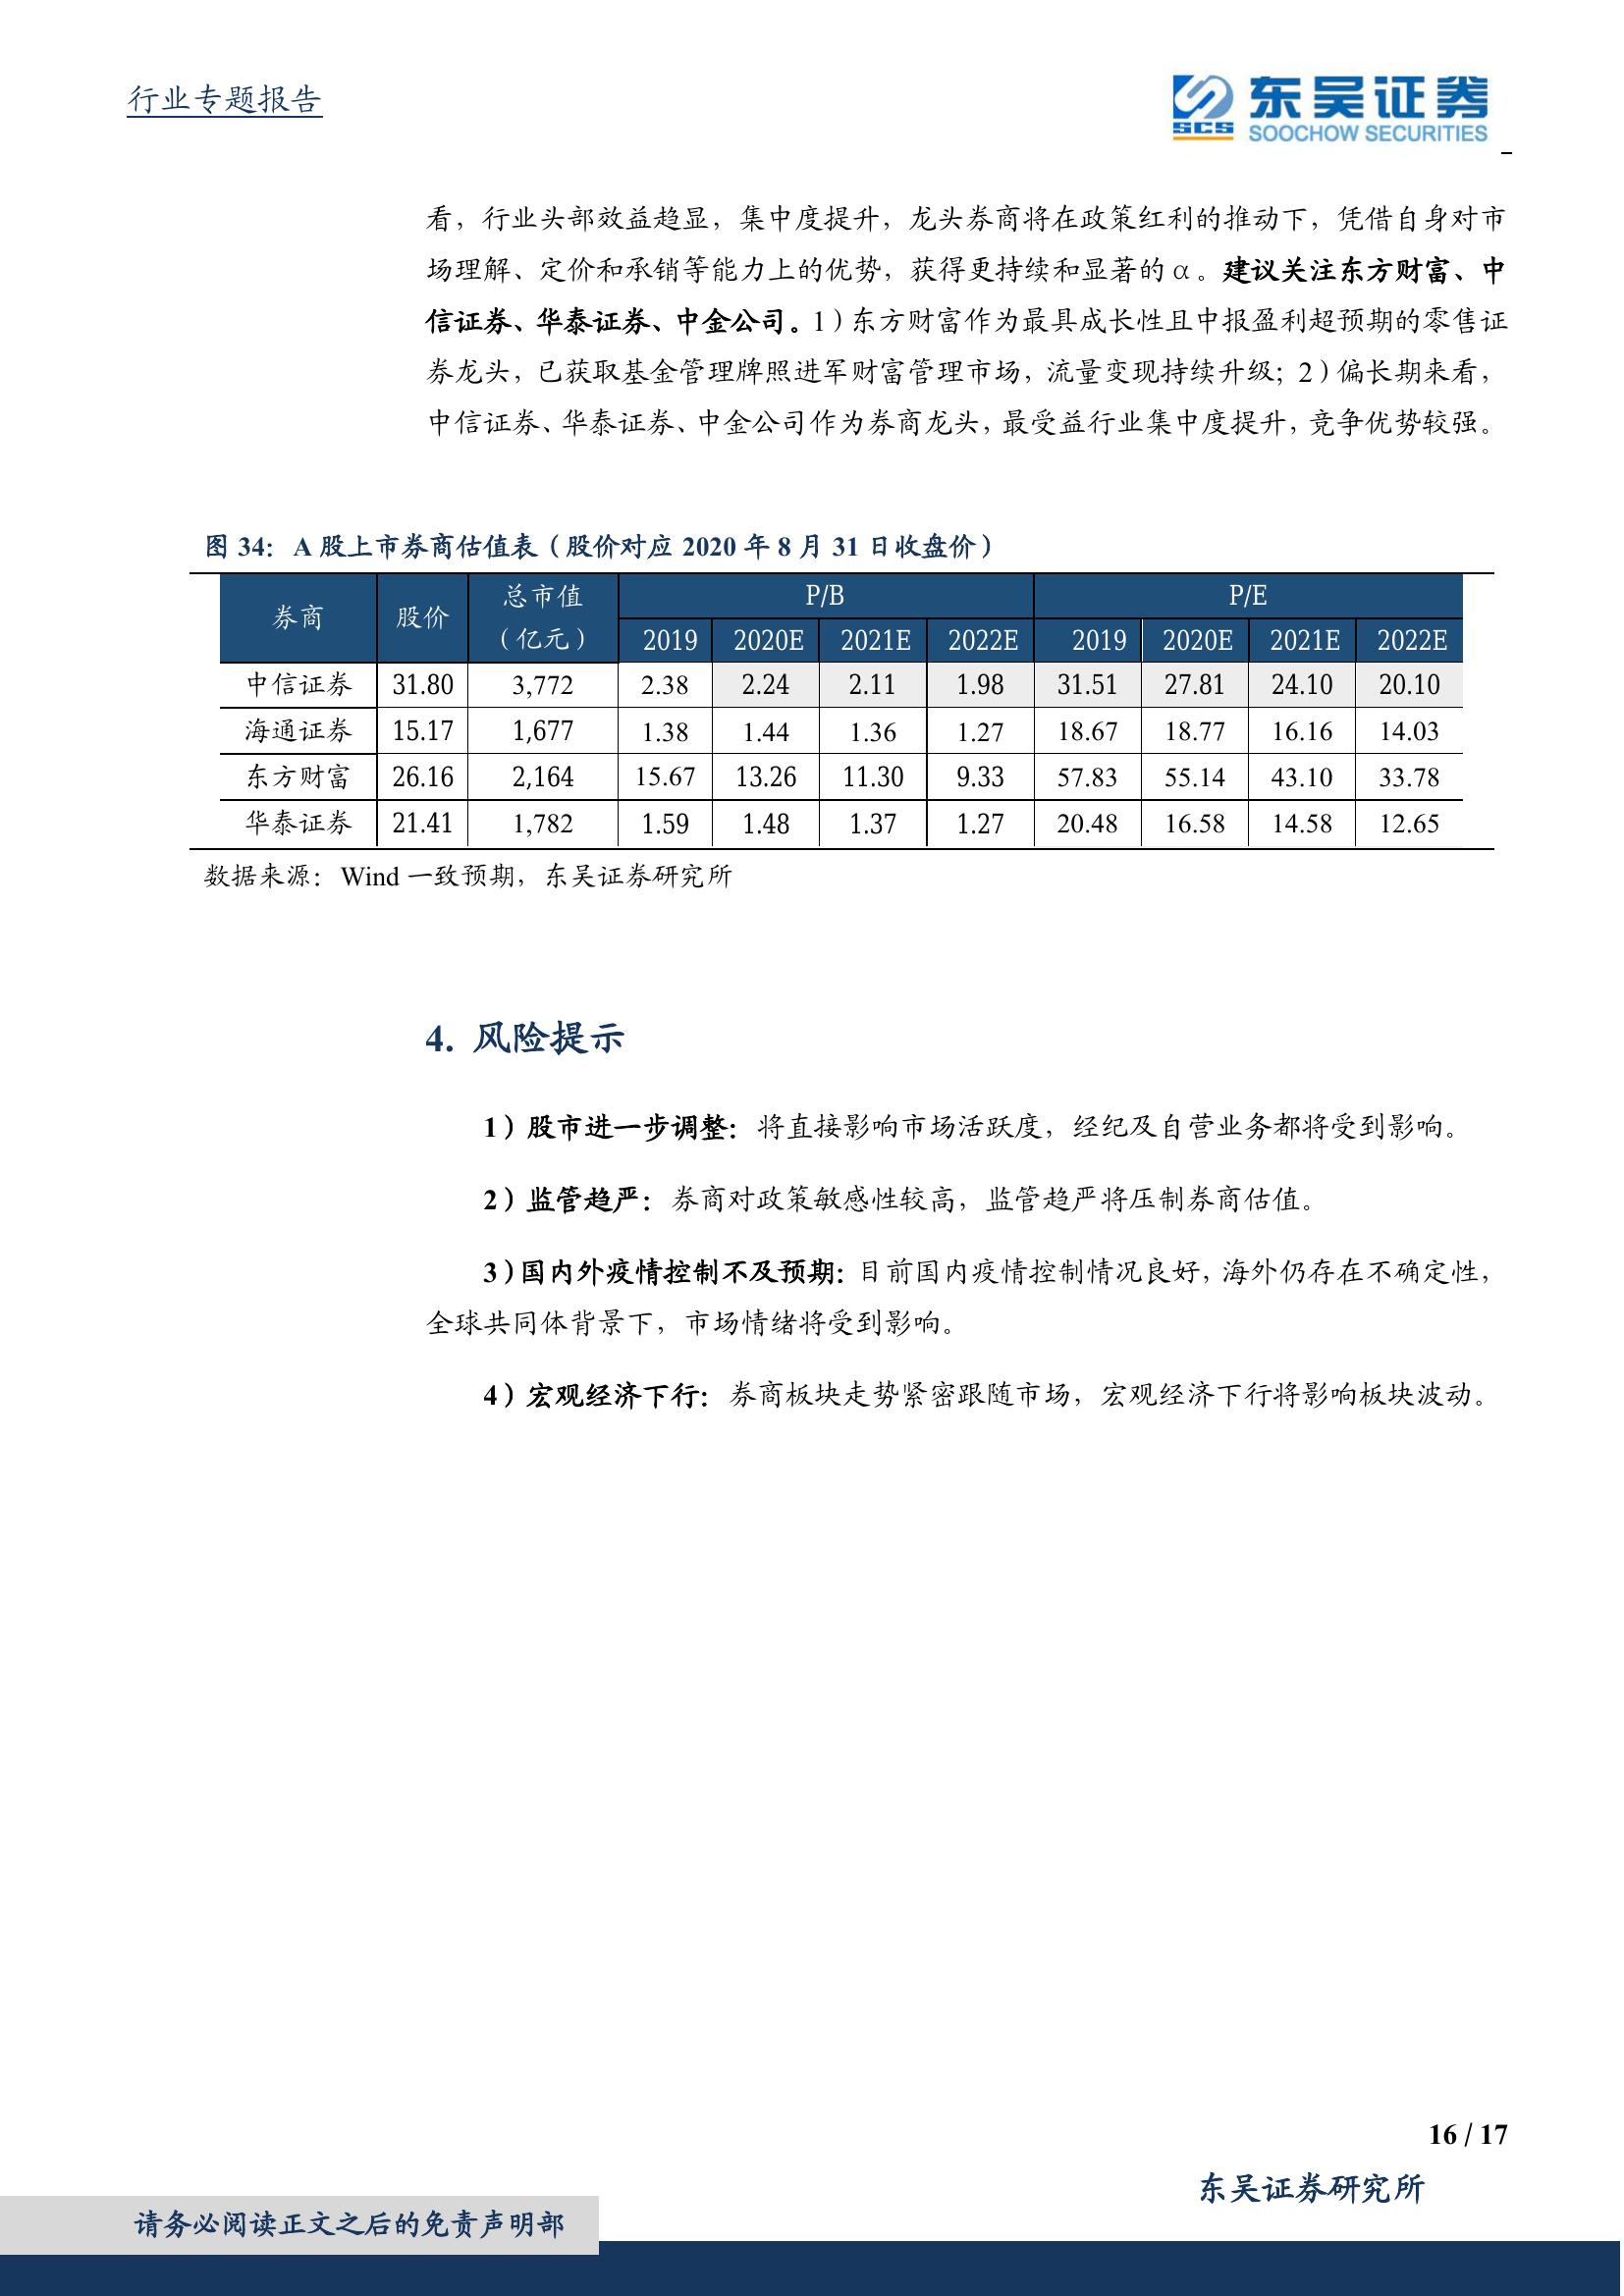 行业专题报告
SCS 东吴证券
SOOCHOW SECURITIES
看，行业头部效益趋显，集中度提升，龙头券商将在政策红利的推动下，凭借自身对市
场理解、定价和承销等能力上的优势，获得更持续和显著的 α。建议关注东方财富、中
信证券、华泰证券、中金公司。1）东方财富作为最具成长性且中报盈利超预期的零售证
券龙头，已获取基金管理牌照进军财富管理市场，流量变现持续升级；2）偏长期来看，
中信证券、华泰证券、中金公司作为券商龙头，最受益行业集中度提升，竞争优势较强。
图 34： A 股上市券商估值表（股价对应 2020 年 8 月 31 日收盘价）
券商 股价 总市值（亿元） P/B P/E
2019 2020E 2021E 2022E 2019 2020E 2021E 2022E
中信证券 31.80 3,772 2.38 2.24 2.11 1.98 31.51 27.81 24.10 20.10
海通证券 15.17 1,677 1.38 1.44 1.36 1.27 18.67 18.77 16.16 14.03
东方财富 26.16 2,164 15.67 13.26 11.30 9.33 57.83 55.14 43.10 33.78
华泰证券 21.41 1,782 1.59 1.48 1.37 1.27 20.48 16.58 14.58 12.65
数据来源：Wind 一致预期，东吴证券研究所
4. 风险提示
1）股市进一步调整：将直接影响市场活跃度，经纪及自营业务都将受到影响。
2）监管趋严：券商对政策敏感性较高，监管趋严将压制券商估值。
3）国内外疫情控制不及预期：目前国内疫情控制情况良好，海外仍存在不确定性，
全球共同体背景下，市场情绪将受到影响。
4）宏观经济下行：券商板块走势紧密跟随市场，宏观经济下行将影响板块波动。
16 / 17
东吴证券研究所
请务必阅读正文之后的免责声明部